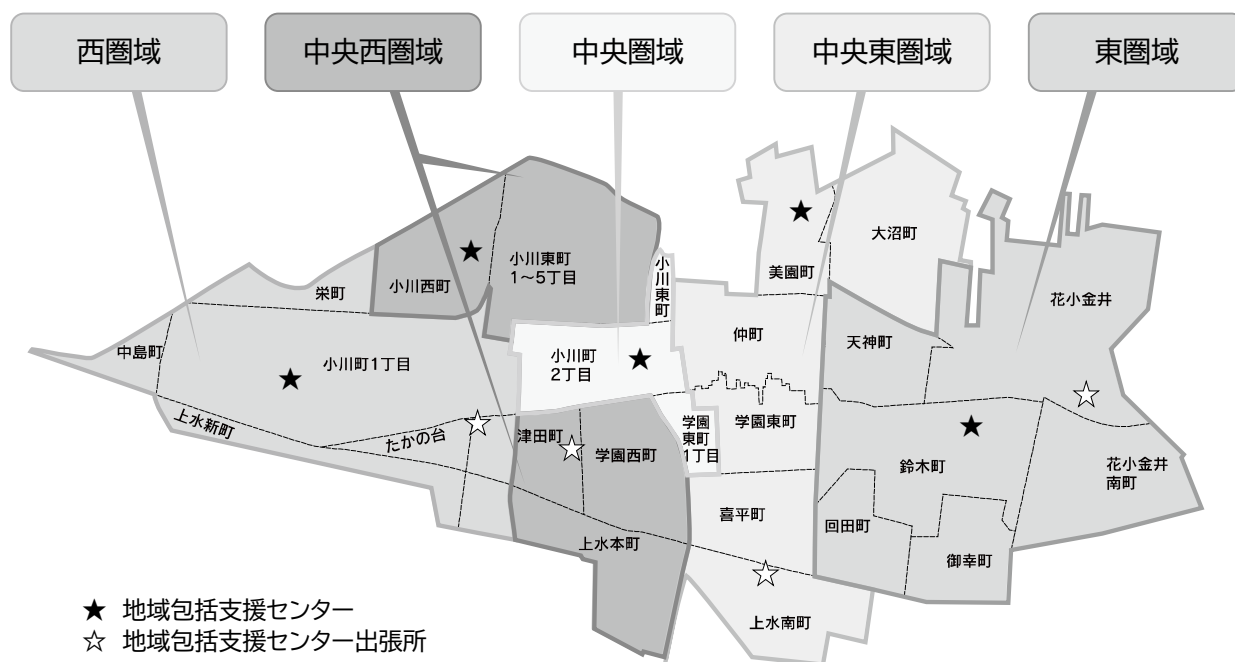 西圏域
中央西圏域
中央圏域
中央東圏域
東圏域
大沼町
美園町
小川東町
1〜5丁目
小川東町
小川西町
栄町
花小金井
仲町
天神町
中島町
小川町1丁目
小川町
2丁目
上水新町
たかの台
津田町
学園西町
学園
東町
1丁目
学園東町
鈴木町
花小金井
南町
喜平町
回田町
上水本町
御幸町
上水南町
★ 地域包括支援センター
☆ 地域包括支援センター出張所